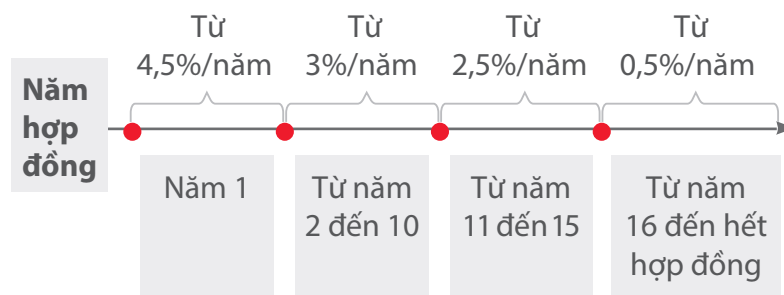 Từ
4,5%/năm
Từ
3%/năm
Từ
2,5%/năm
Từ
0,5%/năm
Năm
hợp
đồng
Năm 1
Từ năm
2 đến 10
Từ năm
11 đến 15
Từ năm
16 đến hết
hợp đồng